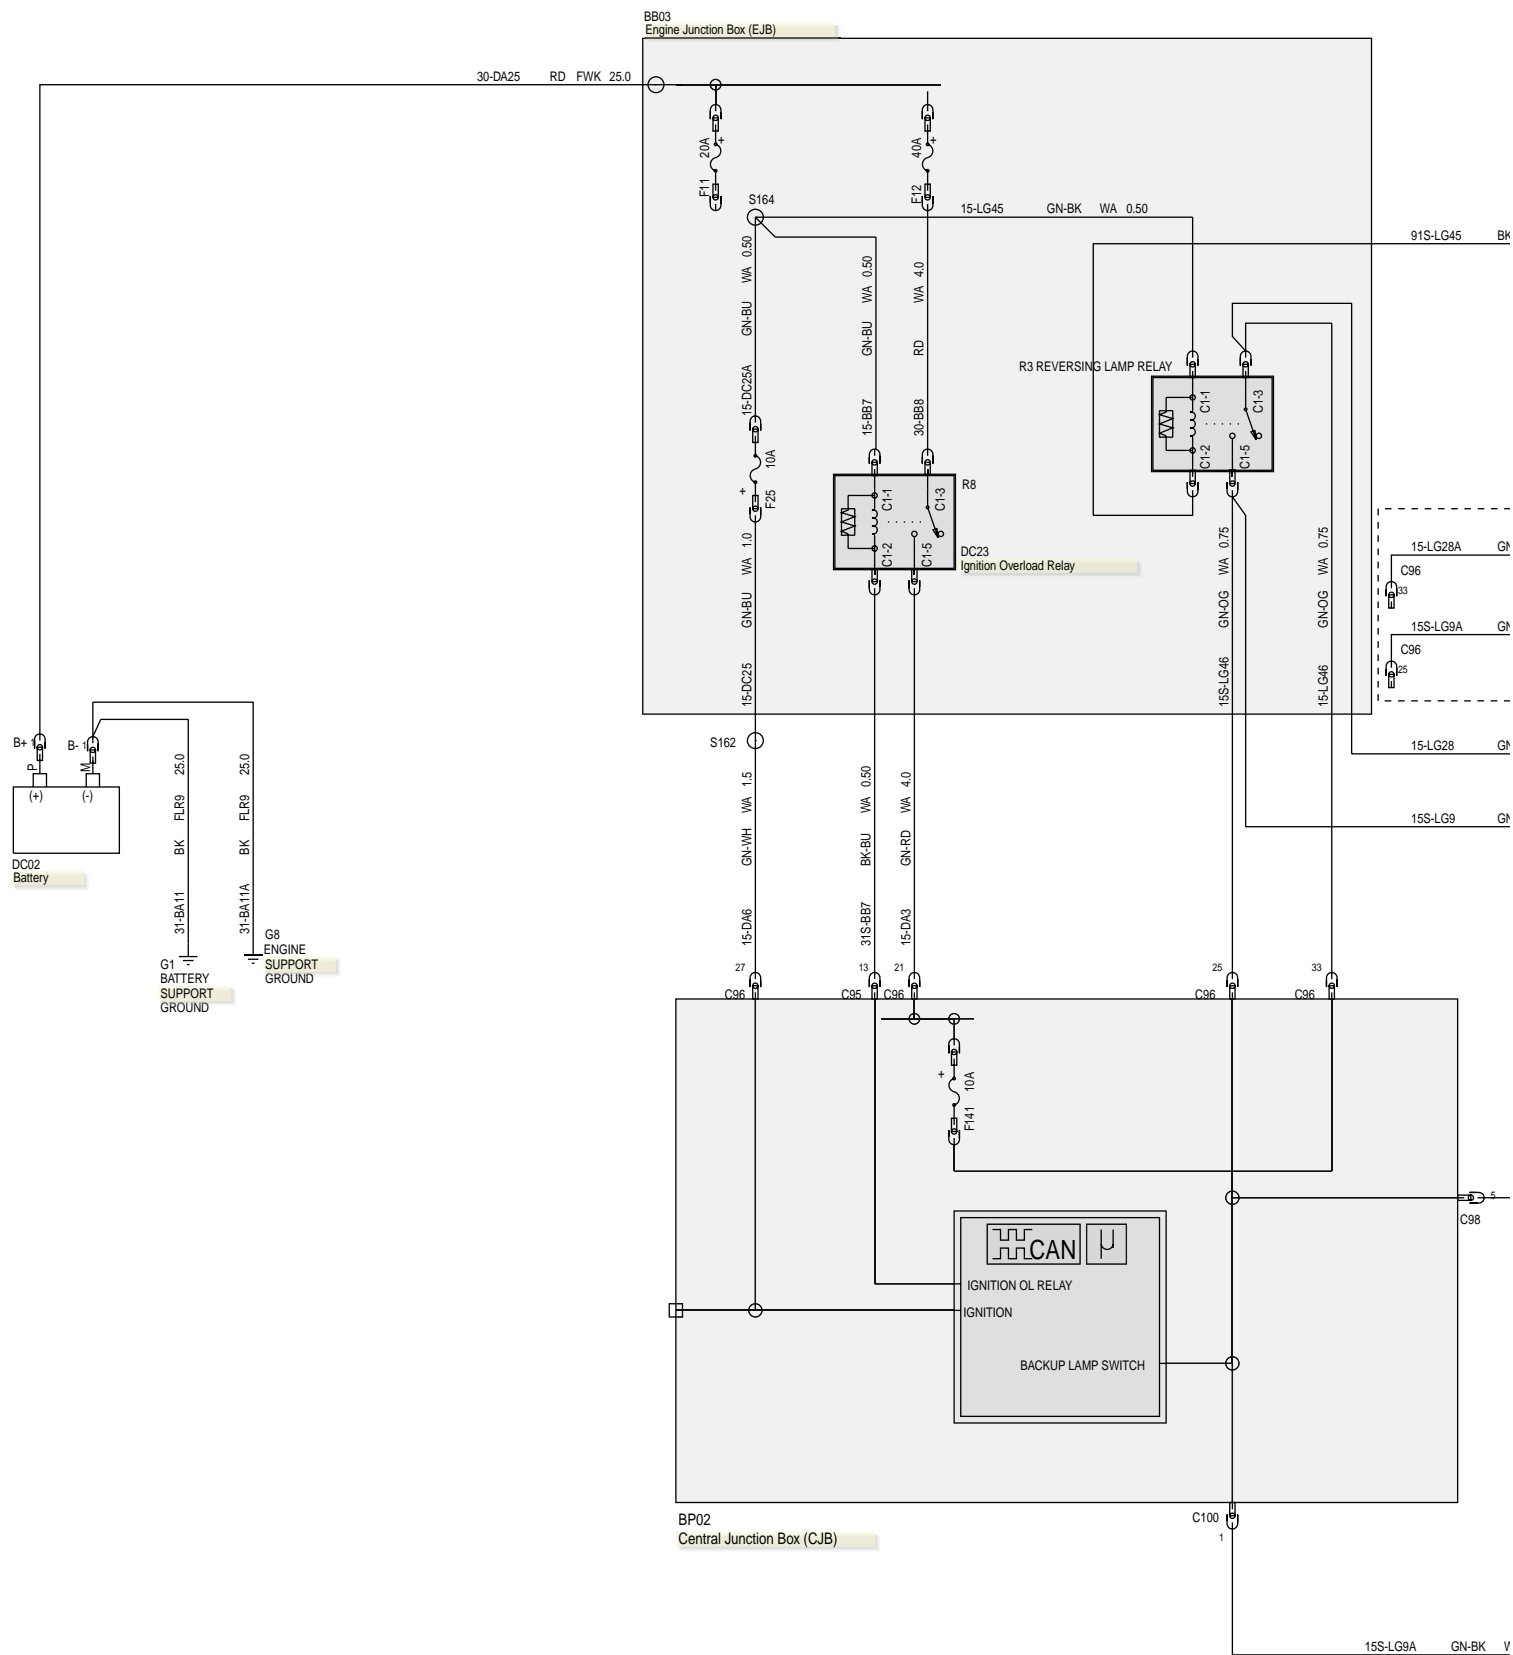 BB03
Engine Junction Box (EJB)
30-DA25 RD FWK 25.0
20A
+
F11
40A
+
F12
S164
15-LG45 GN-BK WA 0.50
91S-LG45 BK
15-DC25A GN-BU WA 0.50
15-BB7 GN-BU WA 0.50
30-BB8 RD WA 4.0
R3 REVERSING LAMP RELAY
C1-1
C1-3
C1-2
C1-5
10A
+
F25
R8
C1-1
C1-3
C1-2
C1-5
DC23
Ignition Overload Relay
15-DC25 GN-BU WA 1.0
15S-LG46 GN-OG WA 0.75
15-LG46 GN-OG WA 0.75
15-LG28A GN
C96
33
15S-LG9A GN
C96
25
S162
15-LG28 GN
15S-LG9 GN
B+ 1
B- 1
P
M
(+)
(-)
DC02
Battery
31-BA11 BK FLR9 25.0
31-BA11A BK FLR9 25.0
G1
BATTERY
SUPPORT
GROUND
G8
ENGINE
SUPPORT
GROUND
15-DA6 GN-WH WA 1.5
31S-BB7 BK-BU WA 0.50
15-DA3 GN-RD WA 4.0
27
C96
13
C95
21
C96
25
C96
33
C96
+
10A
F141
5
C98
CAN
µ
IGNITION OL RELAY
IGNITION
BACKUP LAMP SWITCH
BP02
Central Junction Box (CJB)
C100
1
15S-LG9A GN-BK